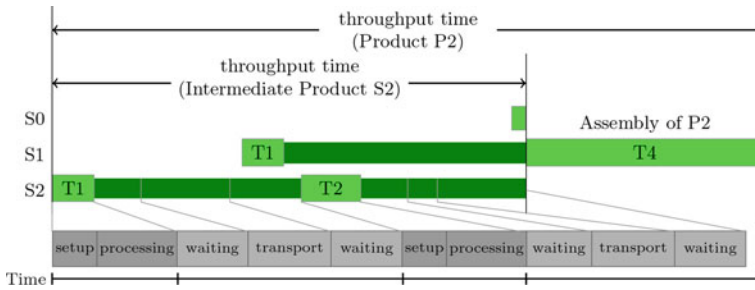 throughput time
(Product P2)
throughput time
(Intermediate Product S2)
S0
Assembly of P2
S1 T1 T4
S2 T1 T2
setup processing waiting transport waiting setup processing waiting transport waiting
Time